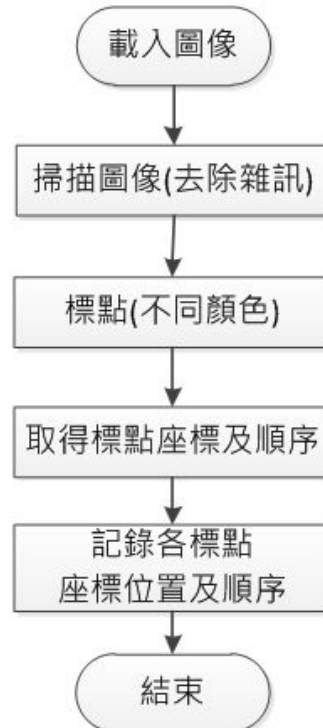 載入圖像
掃描圖像(去除雜訊)
標點(不同顏色)
取得標點座標及順序
記錄各標點
座標位置及順序
結束